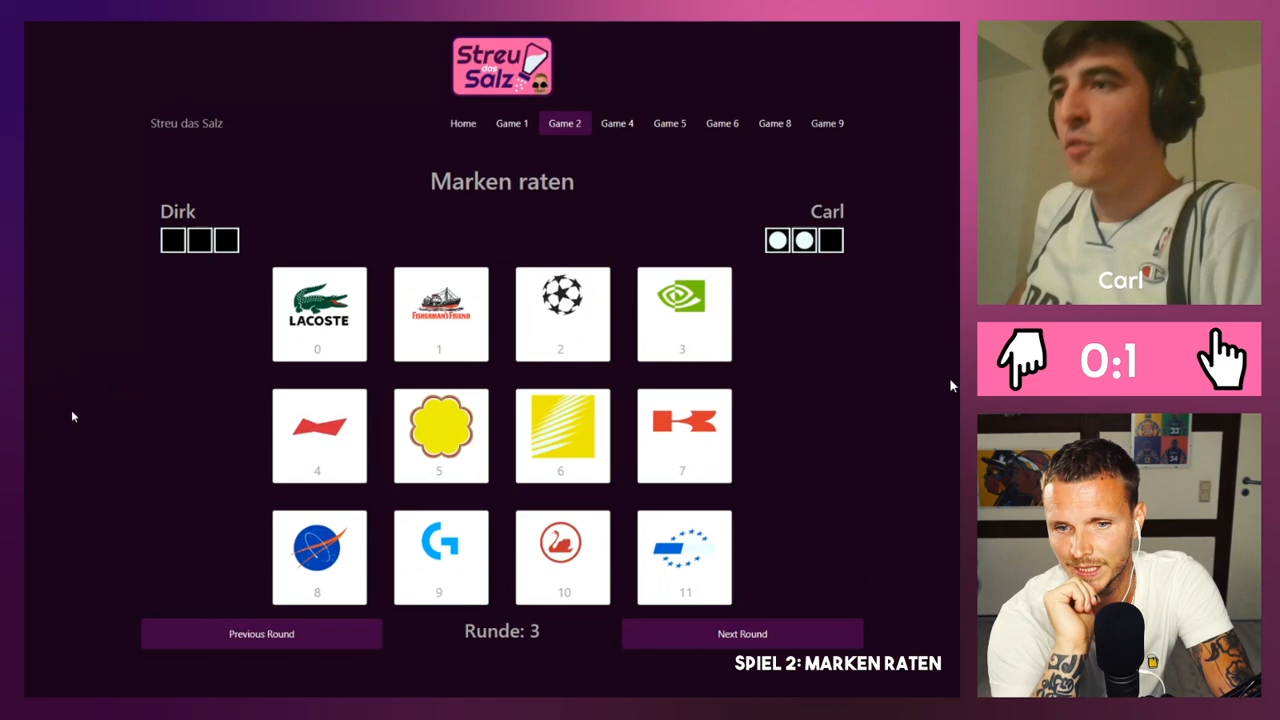 Streu
das
Salz
Streu das Salz
Home
Game 1
Game 2
Game 4
Game 5
Game 6
Game 8
Game 9
Marken raten
Dirk
Carl
LACOSTE
0
FISHERMAN'S FRIEND
1
2
3
4
5
6
7
8
9
10
11
Previous Round
Runde: 3
Next Round
SPIEL 2: MARKEN RATEN
Carl
0:1